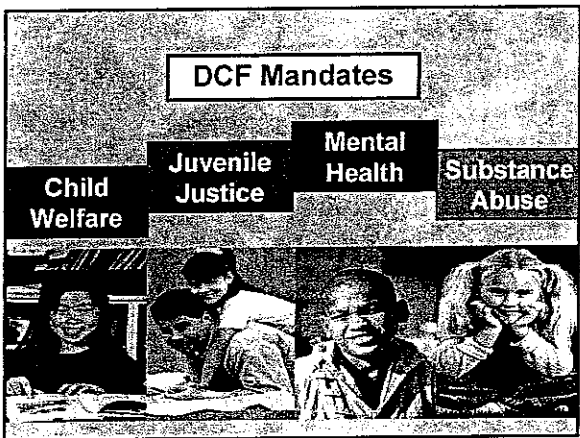 DCF Mandates
Child
Welfare
Juvenile
Justice
Mental
Health
Substance
Abuse